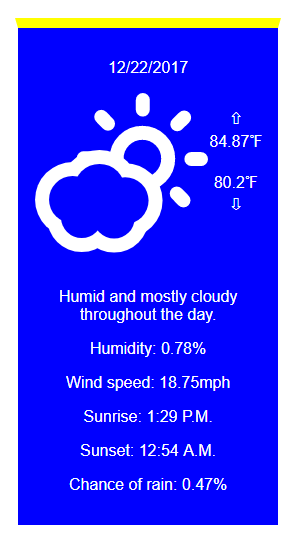 12/22/2017
⇧
84.87°F
80.2°F
⇩
Humid and mostly cloudy
throughout the day.
Humidity: 0.78%
Wind speed: 18.75mph
Sunrise: 1:29 P.M.
Sunset: 12:54 A.M.
Chance of rain: 0.47%